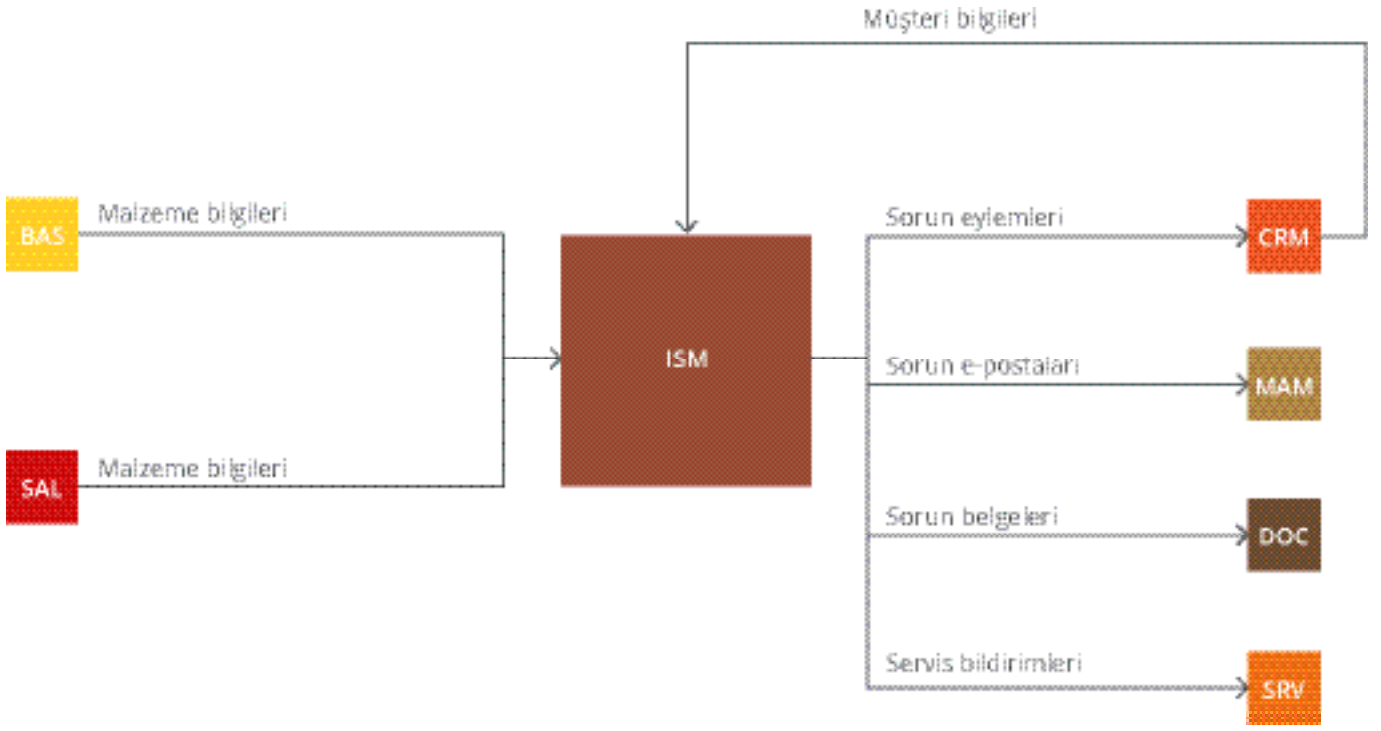 Müşteri bilgileri
BAS
Malzeme bilgileri
Sorun eylemleri
CRM
ISM
Sorun e-postaları
MAM
SAL
Malzeme bilgileri
Sorun belgeleri
DOC
Servis bildirimleri
SRV